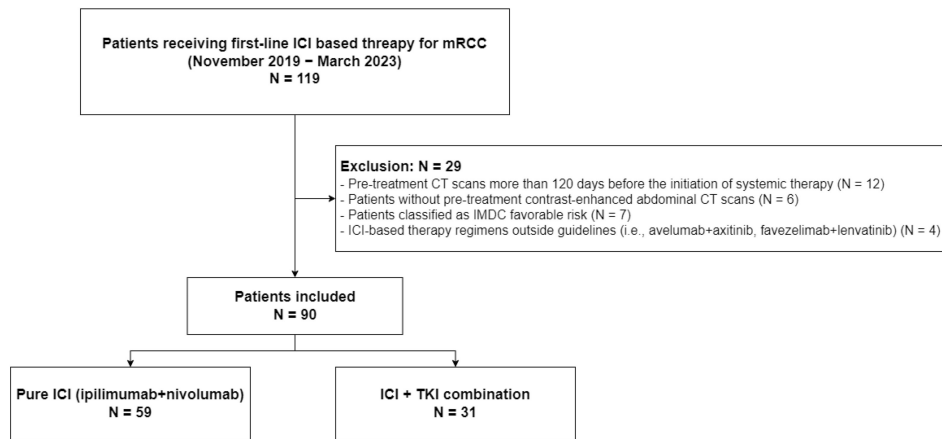 Patients receiving first-line ICI based threapy for mRCC
(November 2019 − March 2023)
N = 119
Exclusion: N = 29
- Pre-treatment CT scans more than 120 days before the initiation of systemic therapy (N = 12)
- Patients without pre-treatment contrast-enhanced abdominal CT scans (N = 6)
- Patients classified as IMDC favorable risk (N = 7)
- ICI-based therapy regimens outside guidelines (i.e., avelumab+axitinib, favezelimab+lenvatinib) (N = 4)
Patients included
N = 90
Pure ICI (ipilimumab+nivolumab)
N = 59
ICI + TKI combination
N = 31